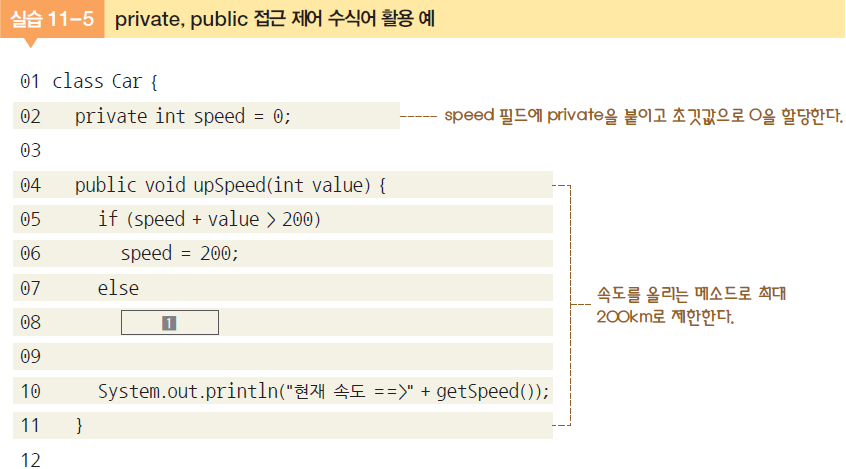 실습 11-5 private, public 접근 제어 수식어 활용 예
01 class Car {
02 private int speed = 0;
speed 필드에 private을 붙이고 초깃값으로 0을 할당한다.
03
04 public void upSpeed(int value) {
05 if (speed + value > 200)
06 speed = 200;
07 else
08 1
09
10 System.out.println("현재 속도 ==>" + getSpeed());
11 }
12
속도를 올리는 메소드로 최대
200km로 제한한다.